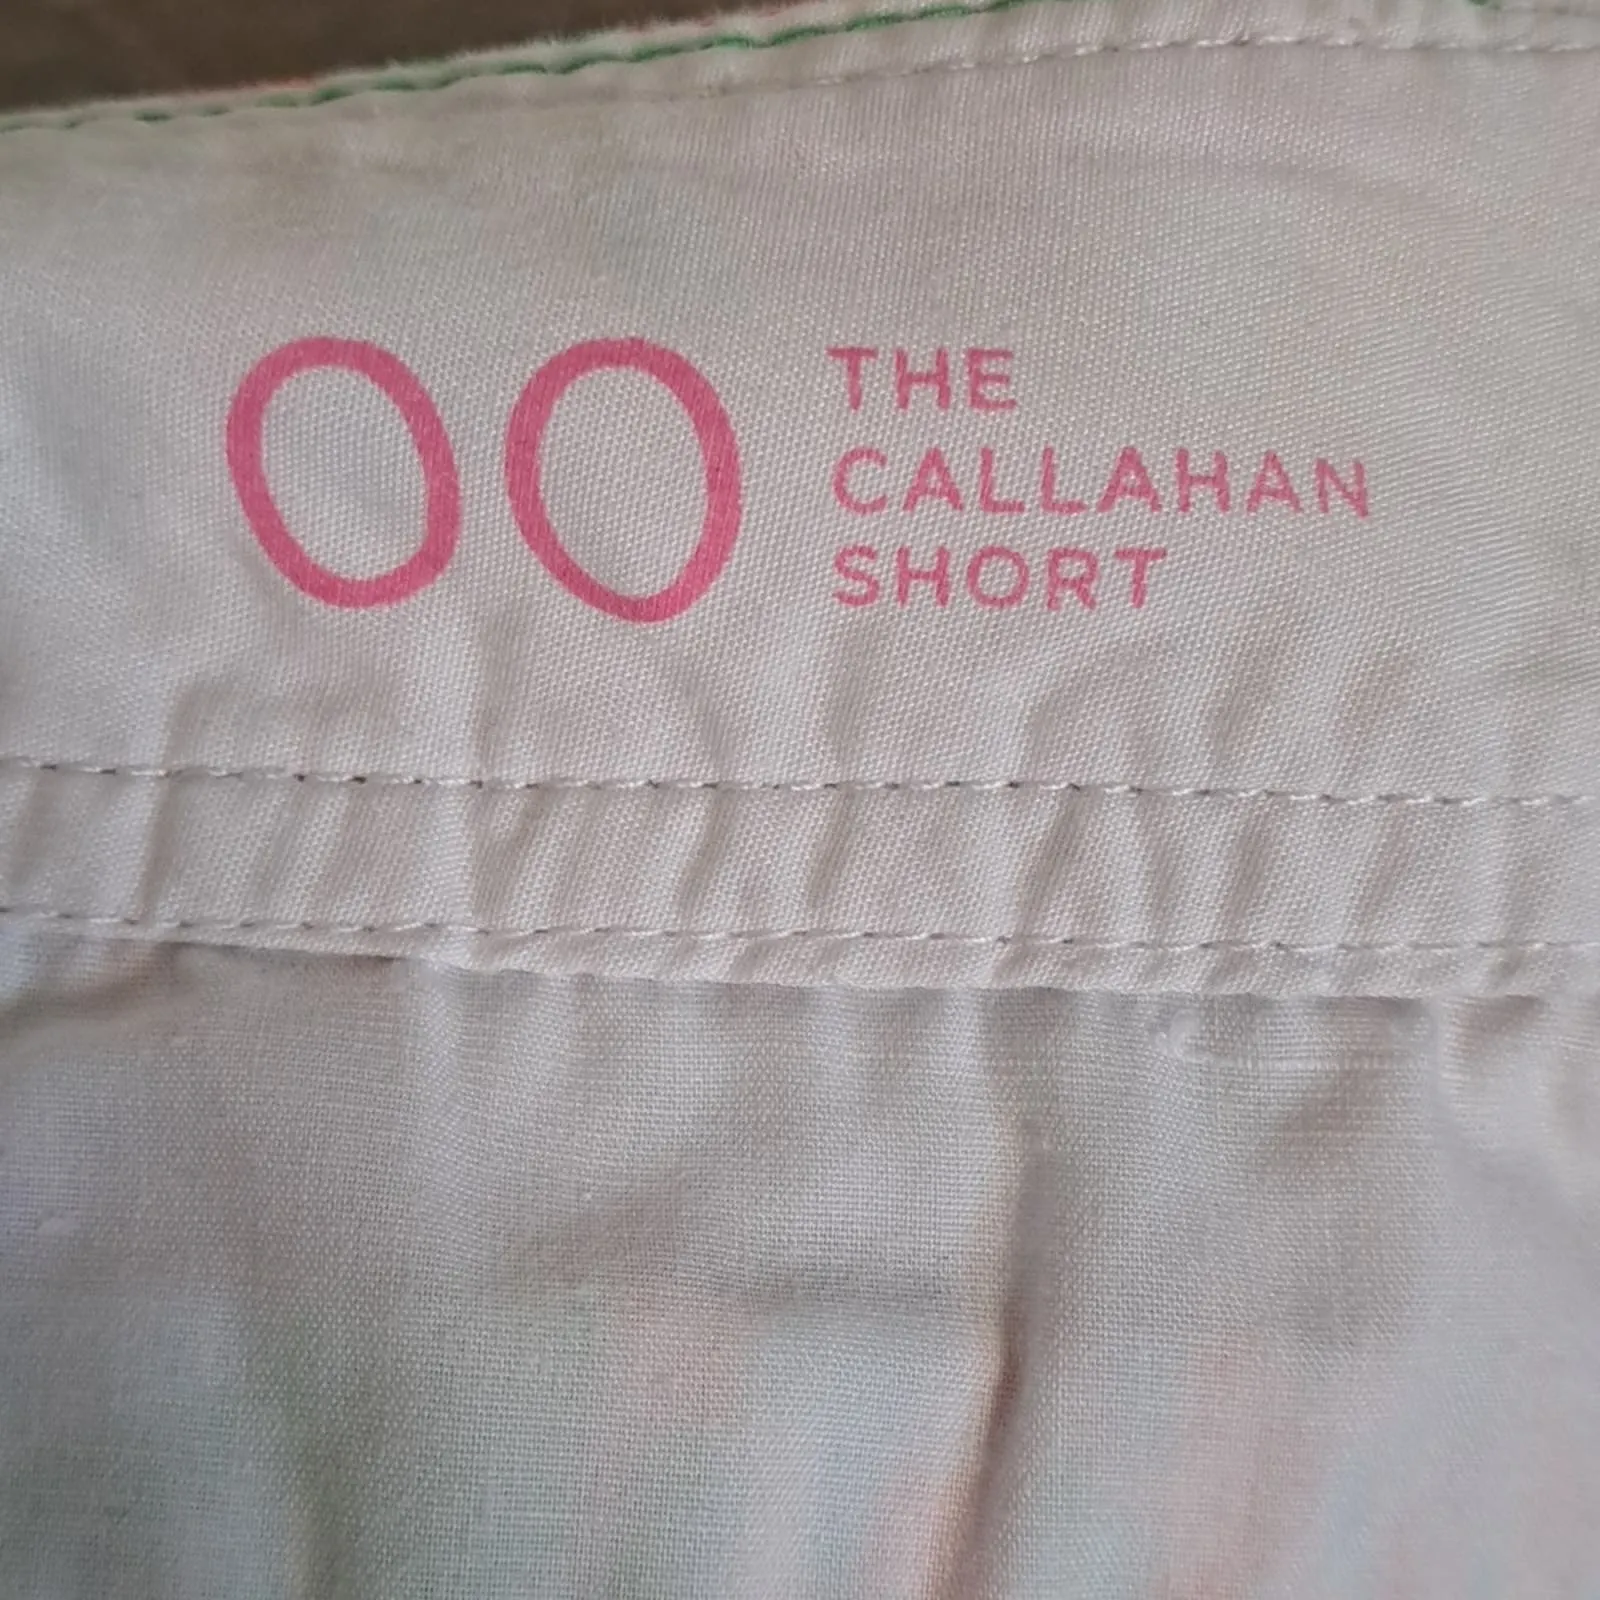 00 THE
CALLAHAN
SHORT